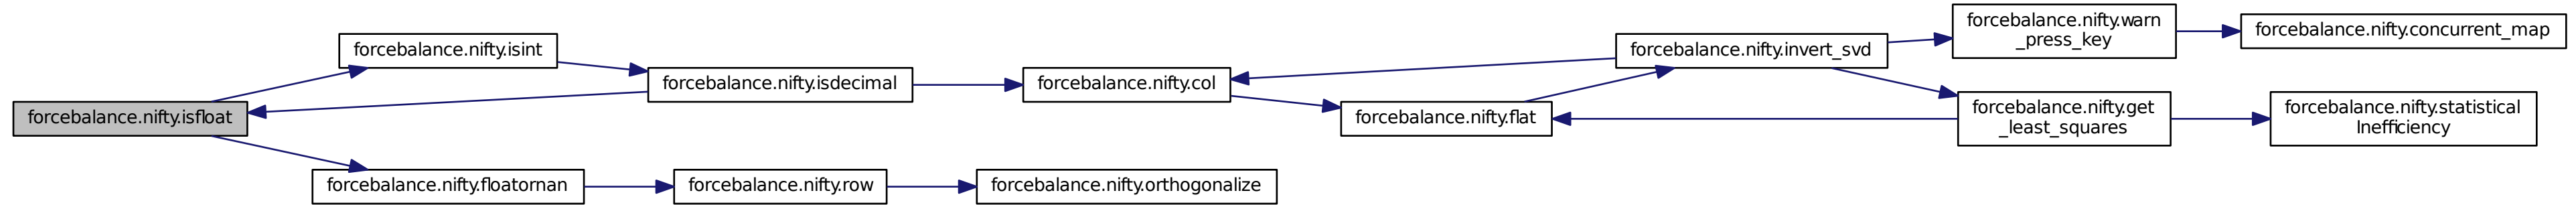 forcebalance.nifty.isfloat
forcebalance.nifty.isint
forcebalance.nifty.floatornan
forcebalance.nifty.isdecimal
forcebalance.nifty.row
forcebalance.nifty.col
forcebalance.nifty.orthogonalize
forcebalance.nifty.flat
forcebalance.nifty.invert_svd
forcebalance.nifty.warn
_press_key
forcebalance.nifty.get
_least_squares
forcebalance.nifty.concurrent_map
forcebalance.nifty.statistical
Inefficiency